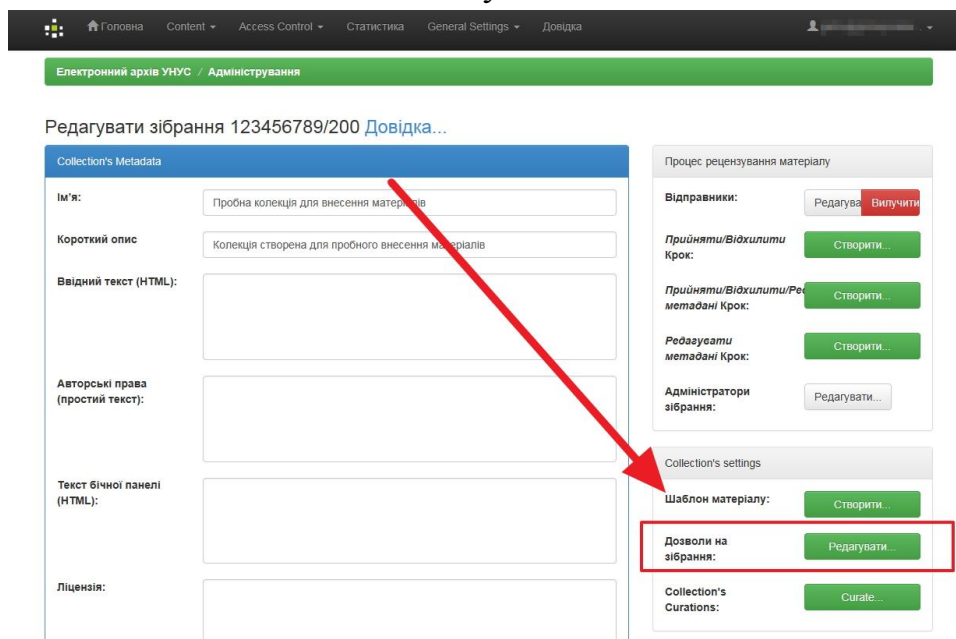 Головна Content Access Control Статистика General Settings Довідка
Електронний архів УНУС / Адміністрування
Редагувати зібрання 123456789/200 Довідка...
Collection's Metadata
Ім'я:
Пробна колекція для внесення матеріалів
Короткий опис
Колекція створена для пробного внесення матеріалів
Ввідний текст (HTML):
Авторські права
(простий текст):
Текст бічної панелі
(HTML):
Ліцензія:
Процес рецензування матеріалу
Відправники:
Редагува Вилучити
Прийняти/Відхилити
Крок:
Створити...
Прийняти/Відхилити/Ред
метадані Крок:
Створити...
Редагувати
метадані Крок:
Створити...
Адміністратори
зібрання:
Редагувати...
Collection's settings
Шаблон матеріалу:
Створити...
Дозволи на
зібрання:
Редагувати...
Collection's
Curations:
Curate...